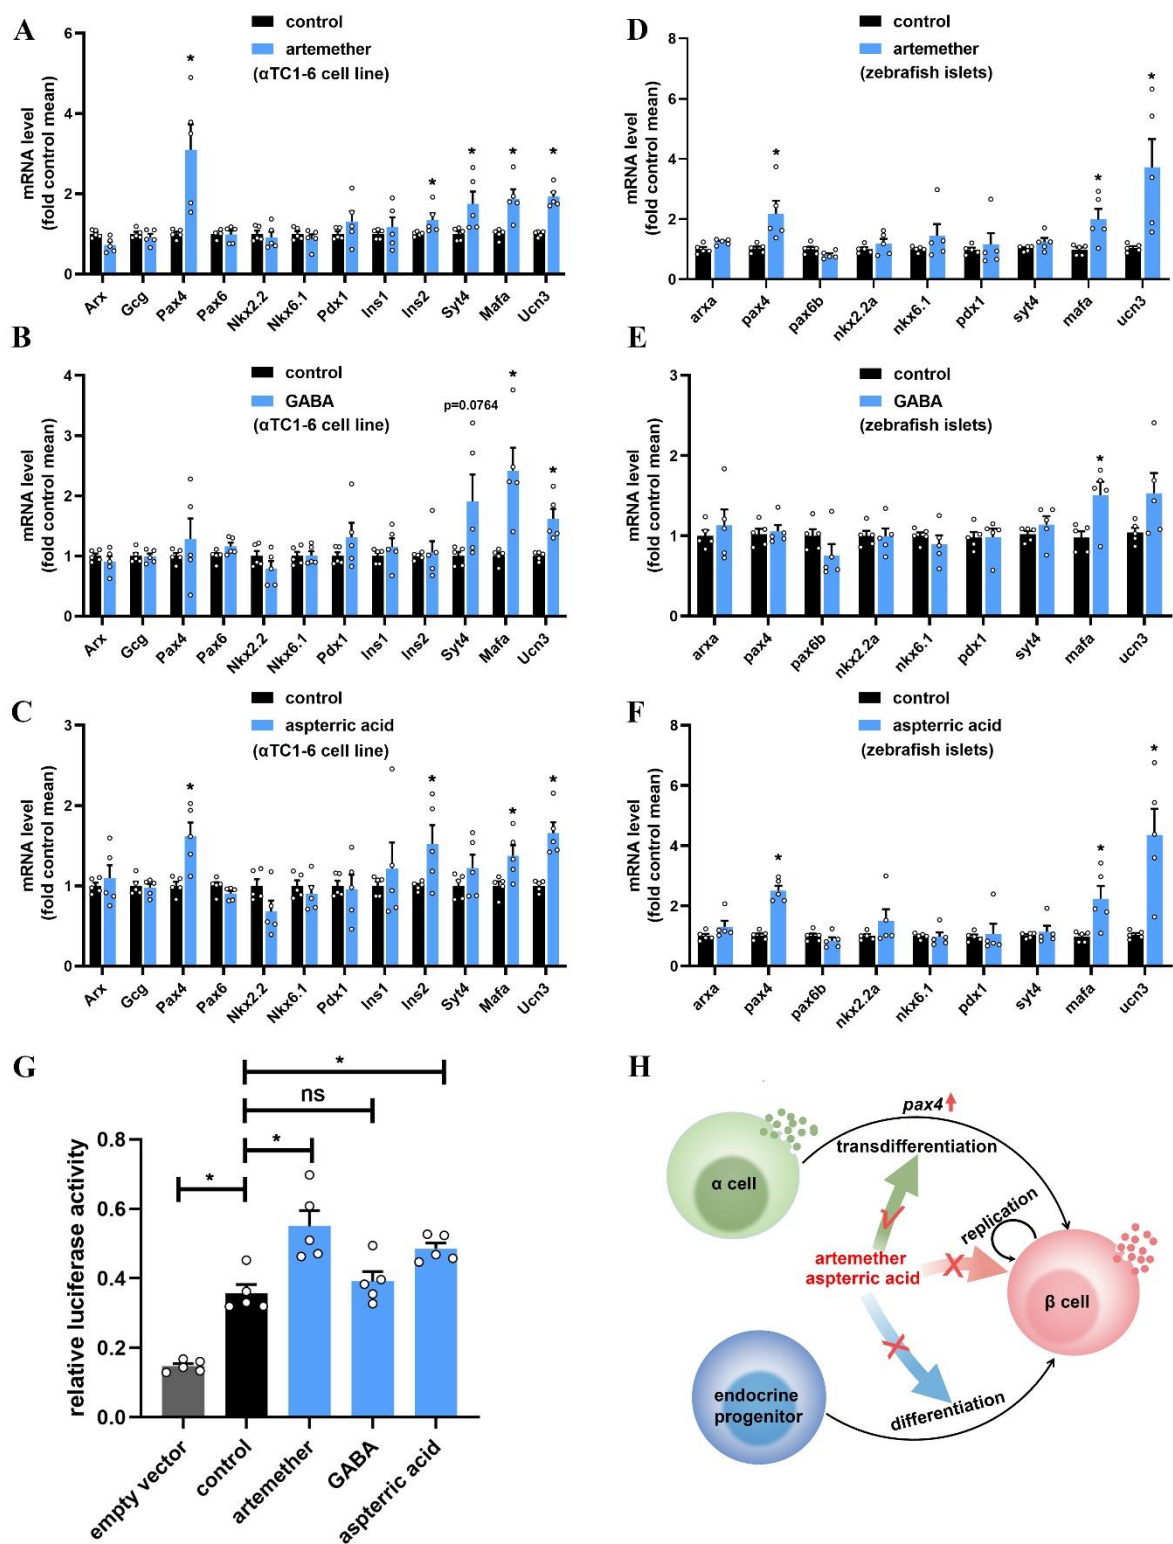 A
control
artemether
(αTC1-6 cell line)
mRNA level
(fold control mean)
6
4
2
0
*
*
*
*
*
Arx
Gcg
Pax4
Pax6
Nkx2.2
Nkx6.1
Pdx1
Ins1
Ins2
Syt4
Mafa
Ucn3
D
control
artemether
(zebrafish islets)
mRNA level
(fold control mean)
8
6
4
2
0
*
*
*
arxa
pax4
pax6b
nkx2.2a
nkx6.1
pdx1
syt4
mafa
ucn3
B
control
GABA
(αTC1-6 cell line)
mRNA level
(fold control mean)
4
3
2
1
0
p=0.0764
*
*
Arx
Gcg
Pax4
Pax6
Nkx2.2
Nkx6.1
Pdx1
Ins1
Ins2
Syt4
Mafa
Ucn3
E
control
GABA
(zebrafish islets)
mRNA level
(fold control mean)
3
2
1
0
*
arxa
pax4
pax6b
nkx2.2a
nkx6.1
pdx1
syt4
mafa
ucn3
C
control
aspterric acid
(αTC1-6 cell line)
mRNA level
(fold control mean)
3
2
1
0
*
*
*
*
Arx
Gcg
Pax4
Pax6
Nkx2.2
Nkx6.1
Pdx1
Ins1
Ins2
Syt4
Mafa
Ucn3
F
control
aspterric acid
(zebrafish islets)
mRNA level
(fold control mean)
8
6
4
2
0
*
*
*
arxa
pax4
pax6b
nkx2.2a
nkx6.1
pdx1
syt4
mafa
ucn3
G
*
ns
*
*
relative luciferase activity
0.8
0.6
0.4
0.2
0.0
empty vector
control
artemether
GABA
aspterric acid
H
pax4
transdifferentiation
α cell
replication
artemether
aspterric acid
β cell
endocrine
progenitor
differentiation